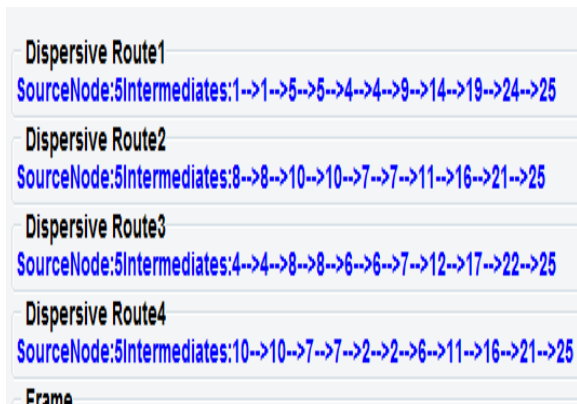 Dispersive Route1
SourceNode:5Intermediates:1-->1-->5-->5-->4-->4-->9-->14-->19-->24-->25
Dispersive Route2
SourceNode:5Intermediates:8-->8-->10-->10-->7-->7-->11-->16-->21-->25
Dispersive Route3
SourceNode:5Intermediates:4-->4-->8-->8-->6-->6-->7-->12-->17-->22-->25
Dispersive Route4
SourceNode:5Intermediates:10-->10-->7-->7-->2-->2-->6-->11-->16-->21-->25
Frame